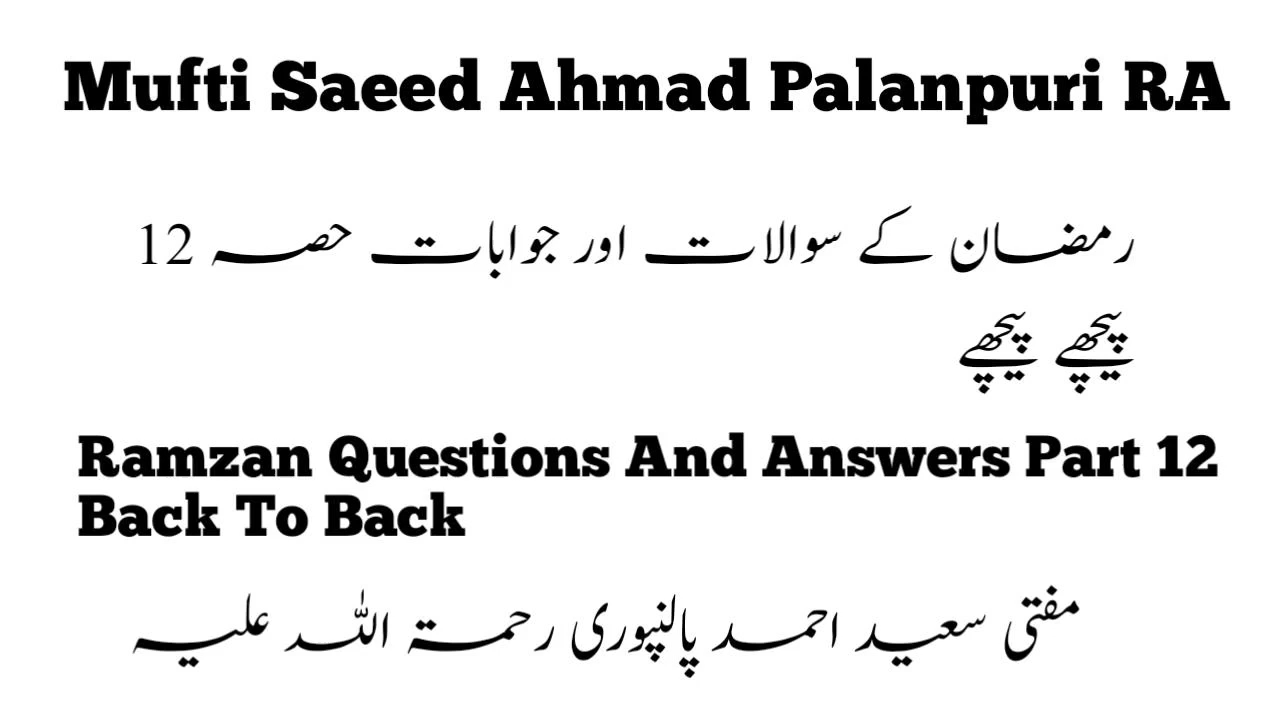 Mufti Saeed Ahmad Palanpuri RA
رمضان کے سوالات اور جوابات حصہ 12
پیچھے پیچھے
Ramzan Questions And Answers Part 12
Back To Back
مفتی سعید احمد پالنپوری رحمۃ اللہ علیہ